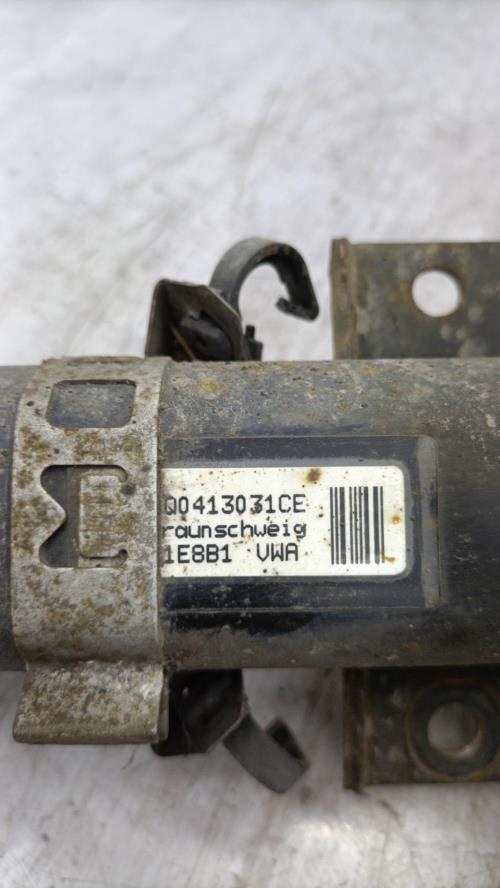 Q0413031CE
raunschweig
1E8B1 VWA